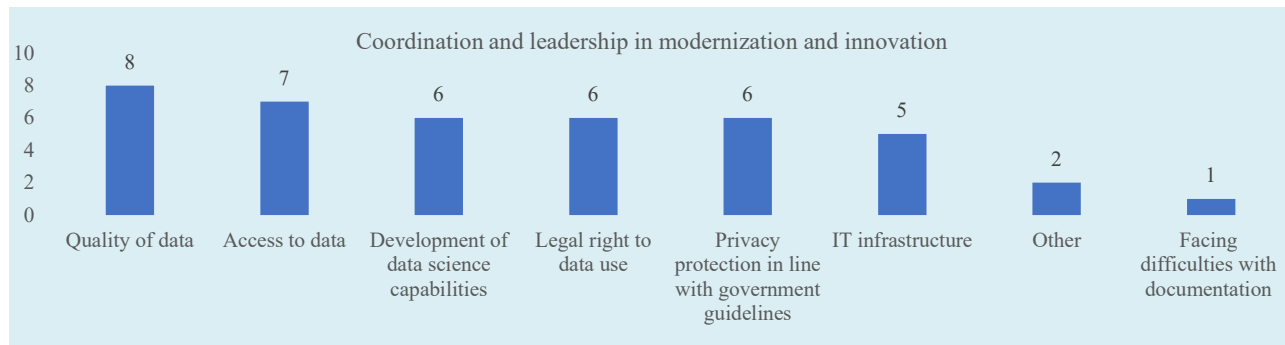 Coordination and leadership in modernization and innovation
10
8
6
4
2
0
8
7
6
6
6
5
2
1
Quality of data
Access to data
Development of
data science
capabilities
Legal right to
data use
Privacy
protection in line
with government
guidelines
IT infrastructure
Other
Facing
difficulties with
documentation